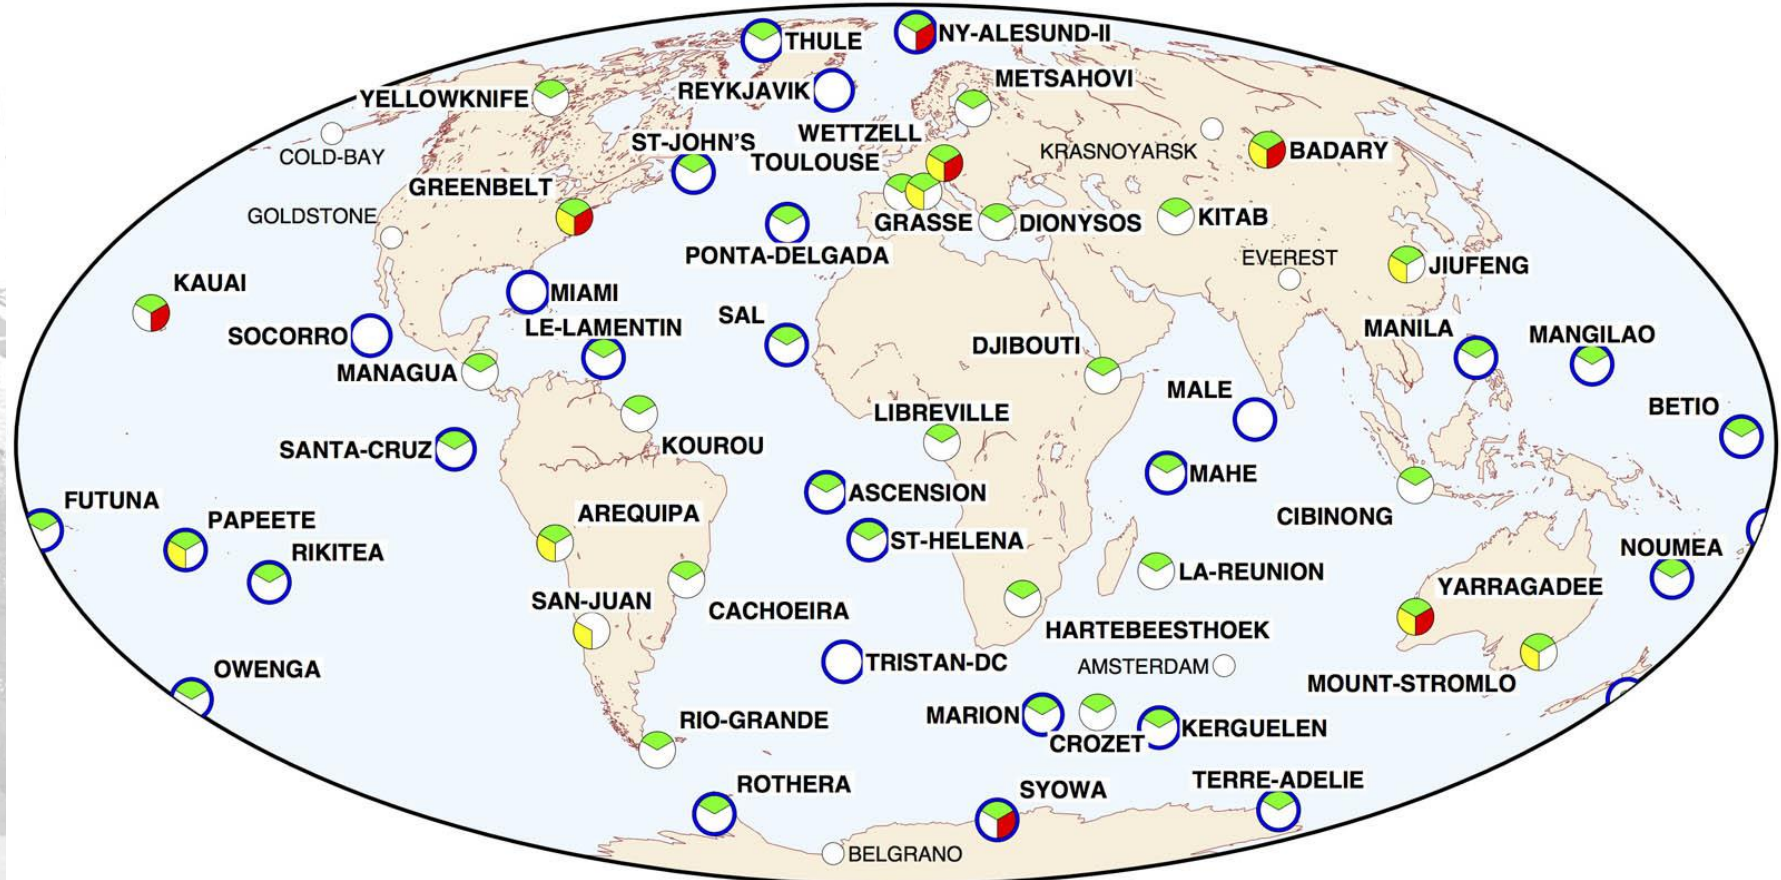 THULE
NY-ALESUND-II
METSAHOVI
REYKJAVIK
YELLOWKNIFE
COLD-BAY
ST-JOHN'S
WETTZELL
TOULOUSE
KRASNOYARSK
BADARY
GREENBELT
GOLDSTONE
GRASSE
DIONYSOS
KITAB
PONTA-DELGADA
EVEREST
JIUFENG
KAUAI
MIAMI
SOCORRO
LE-LAMENTIN
SAL
DJIBOUTI
MANILA
MANGILAO
MANAGUA
MALE
LIBREVILLE
BETIO
SANTA-CRUZ
KOUROU
MAHE
FUTUNA
ASCENSION
PAPEETE
AREQUIPA
CIBINONG
RIKITEA
ST-HELENA
NOUMEA
LA-REUNION
YARRAGADEE
SAN-JUAN
CACHOEIRA
HARTEBEESTHOEK
OWENGA
TRISTAN-DC
AMSTERDAM
MOUNT-STROMLO
RIO-GRANDE
MARION
CROZET
KERGUELEN
ROTHERA
SYOWA
TERRE-ADELIE
BELGRANO